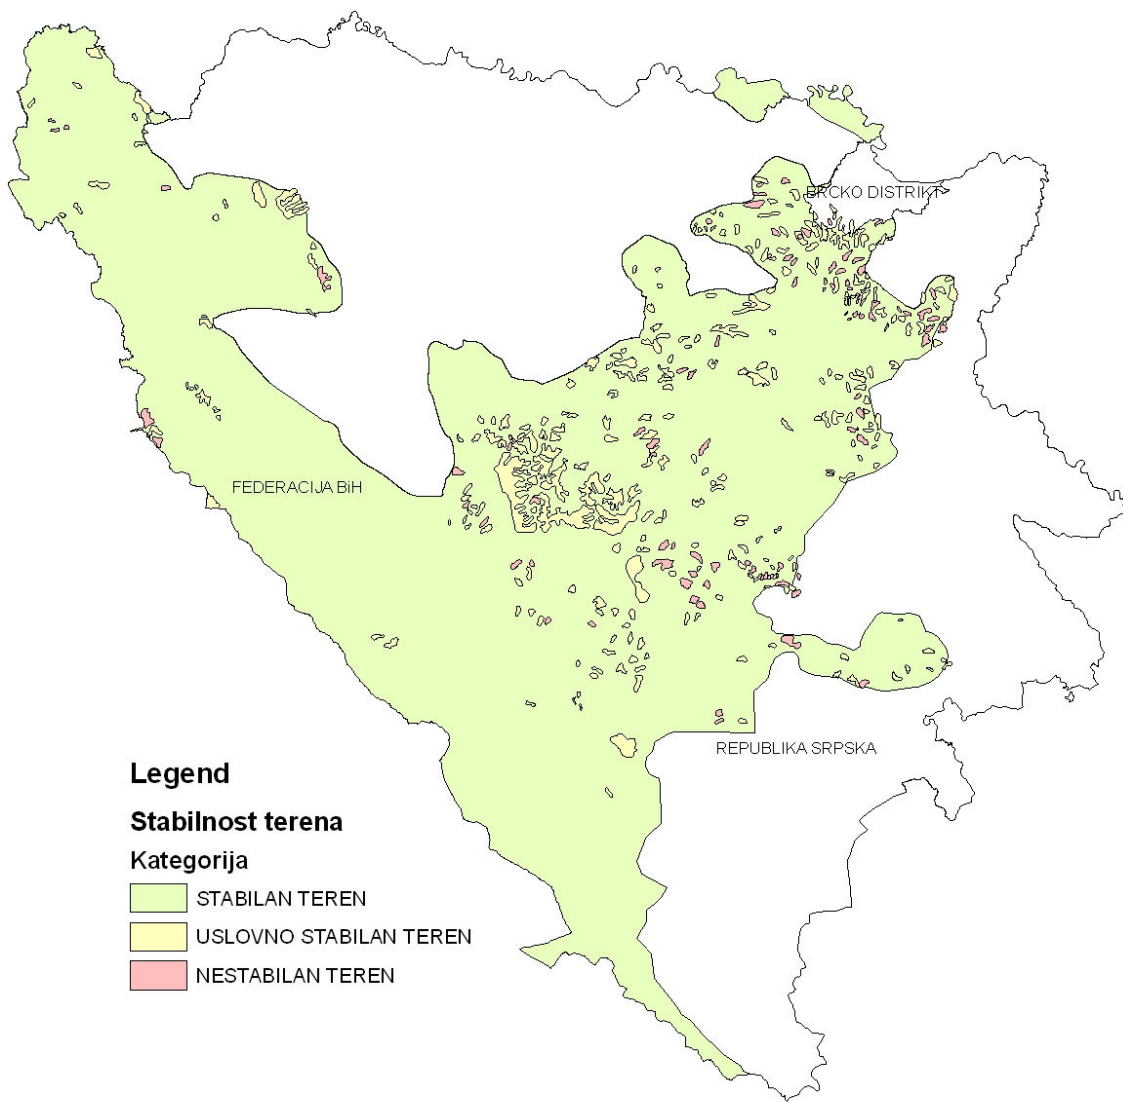 BRCKO DISTRIKT
FEDERACIJA BiH
REPUBLIKA SRPSKA
Legend
Stabilnost terena
Kategorija
STABILAN TEREN
USLOVNO STABILAN TEREN
NESTABILAN TEREN